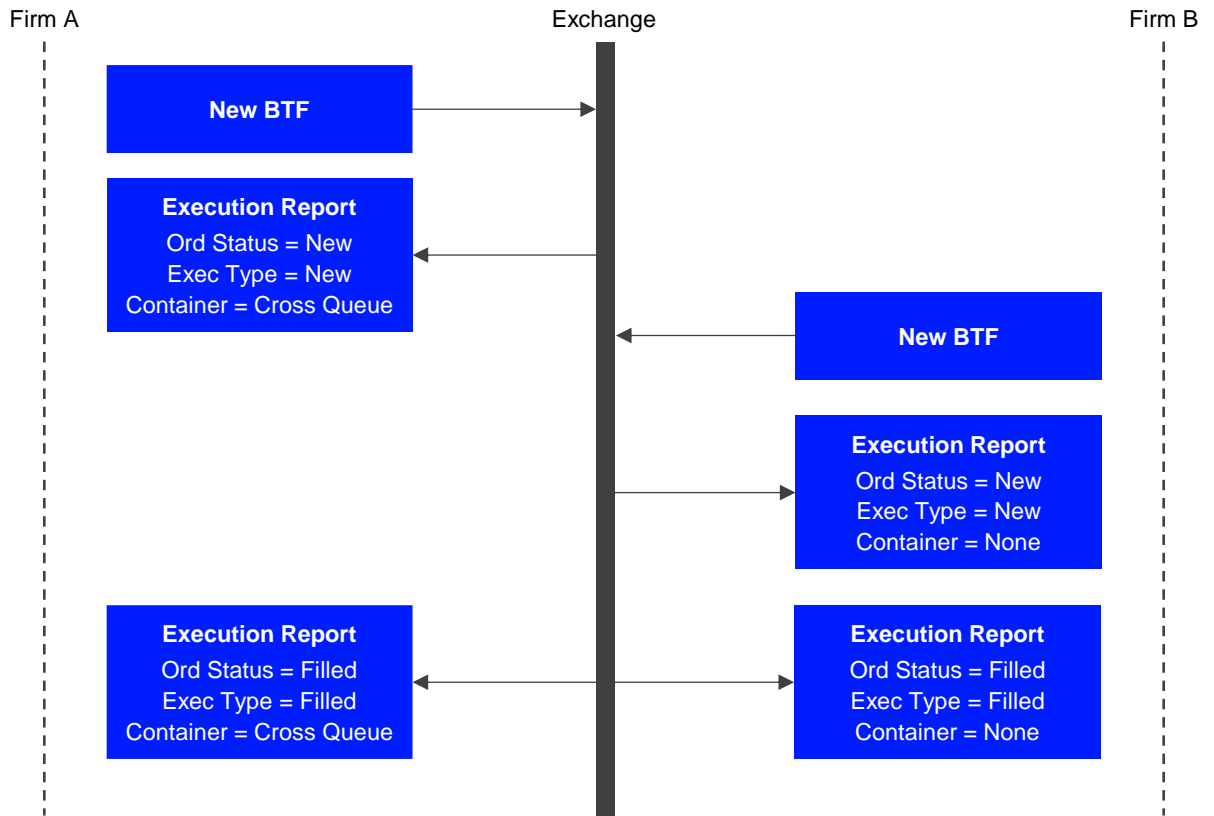 Firm A
Exchange
Firm B
New BTF
Execution Report
Ord Status = New
Exec Type = New
Container = Cross Queue
New BTF
Execution Report
Ord Status = New
Exec Type = New
Container = None
Execution Report
Ord Status = Filled
Exec Type = Filled
Container = Cross Queue
Execution Report
Ord Status = Filled
Exec Type = Filled
Container = None